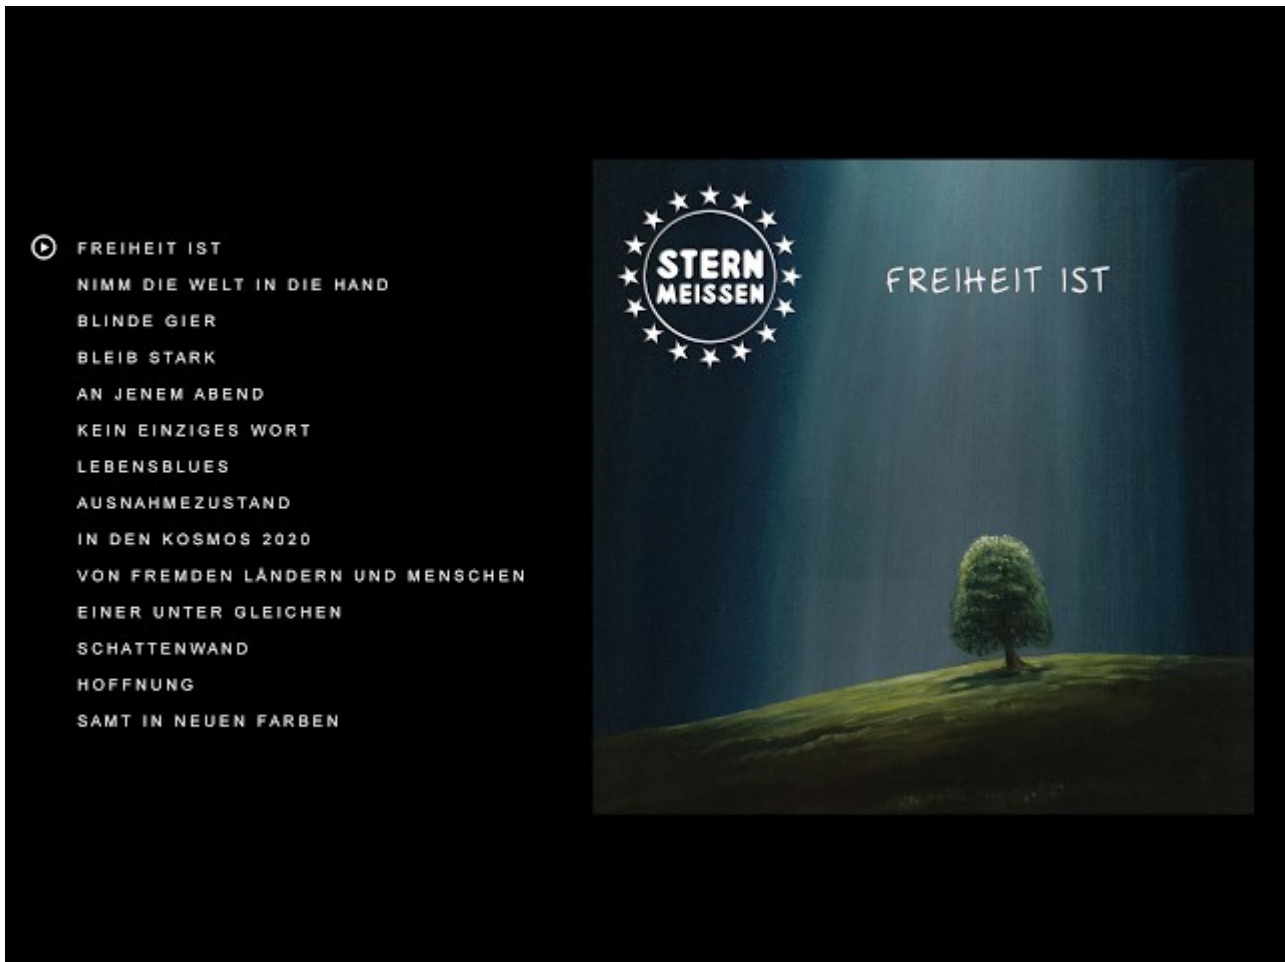 FREIHEIT IST
NIMM DIE WELT IN DIE HAND
BLINDE GIER
BLEIB STARK
AN JENEM ABEND
KEIN EINZIGES WORT
LEBENSBLUES
AUSNAHMEZUSTAND
IN DEN KOSMOS 2020
VON FREMDEN LÄNDERN UND MENSCHEN
EINER UNTER GLEICHEN
SCHATTENWAND
HOFFNUNG
SAMT IN NEUEN FARBEN
STERN
MEISSEN
FREIHEIT IST